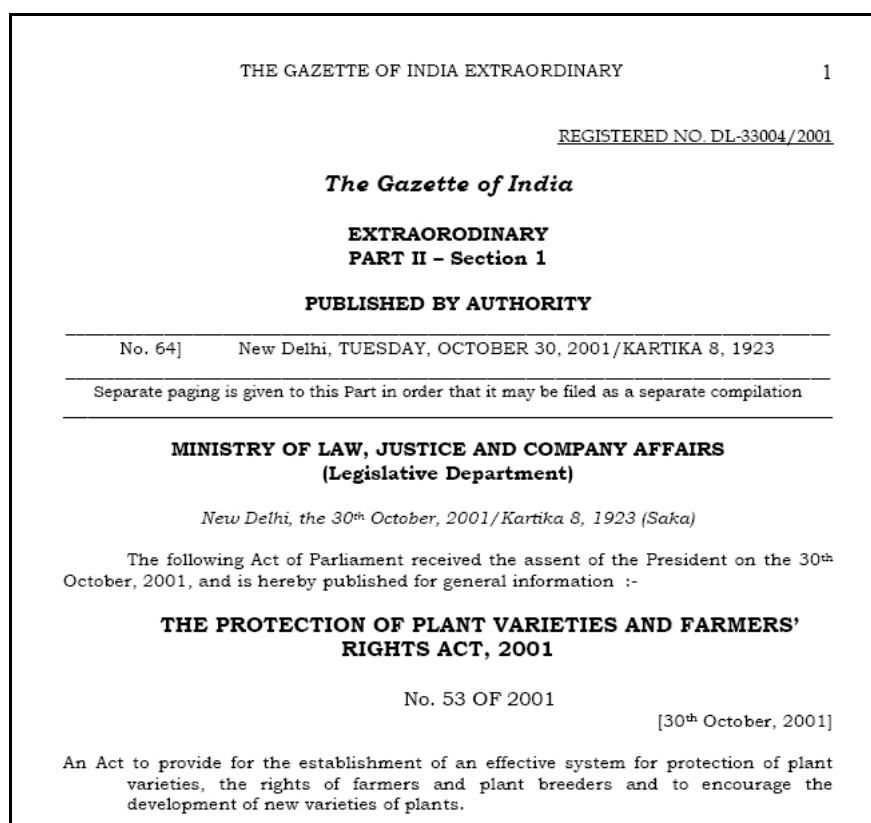 THE GAZETTE OF INDIA EXTRAORDINARY 1
REGISTERED NO. DL-33004/2001
The Gazette of India
EXTRAORODINARY
PART II – Section 1
PUBLISHED BY AUTHORITY
No. 64] New Delhi, TUESDAY, OCTOBER 30, 2001/KARTIKA 8, 1923
Separate paging is given to this Part in order that it may be filed as a separate compilation
MINISTRY OF LAW, JUSTICE AND COMPANY AFFAIRS
(Legislative Department)
New Delhi, the 30th October, 2001/Kartika 8, 1923 (Saka)
The following Act of Parliament received the assent of the President on the 30th
October, 2001, and is hereby published for general information :-
THE PROTECTION OF PLANT VARIETIES AND FARMERS’
RIGHTS ACT, 2001
No. 53 OF 2001
[30th October, 2001]
An Act to provide for the establishment of an effective system for protection of plant
varieties, the rights of farmers and plant breeders and to encourage the
development of new varieties of plants.